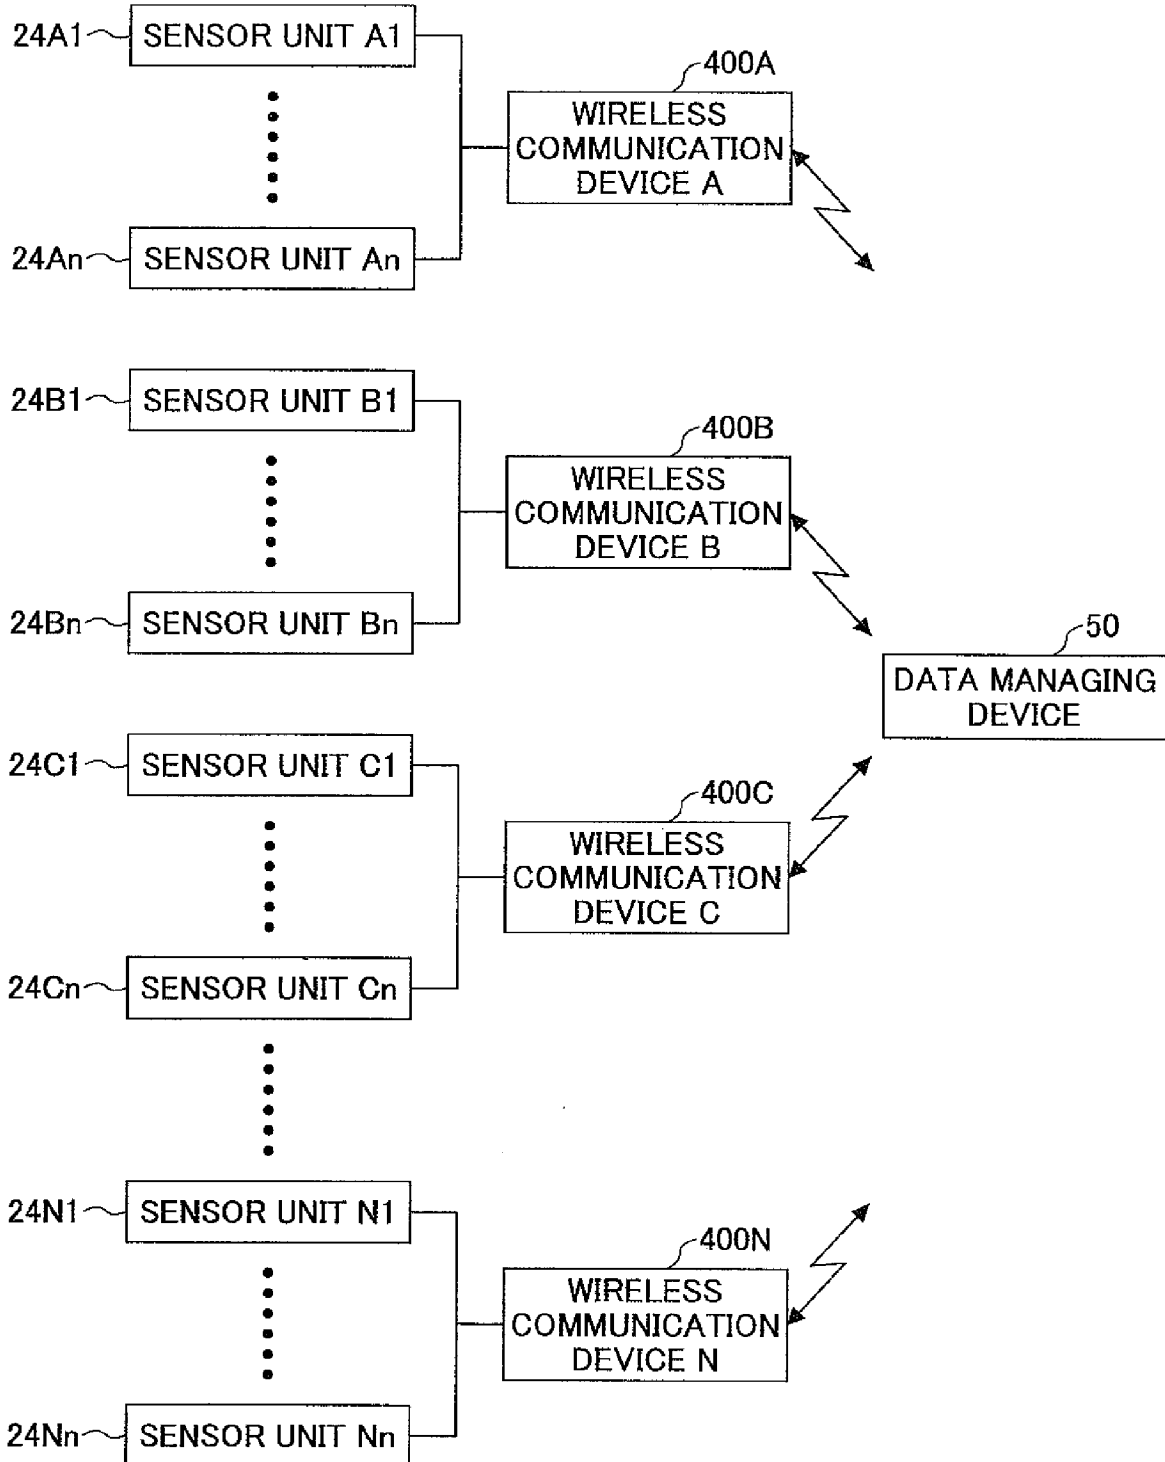 24A1
SENSOR UNIT A1
400A
WIRELESS
COMMUNICATION
DEVICE A
24An
SENSOR UNIT An
24B1
SENSOR UNIT B1
400B
WIRELESS
COMMUNICATION
DEVICE B
24Bn
SENSOR UNIT Bn
50
DATA MANAGING
DEVICE
24C1
SENSOR UNIT C1
400C
WIRELESS
COMMUNICATION
DEVICE C
24Cn
SENSOR UNIT Cn
24N1
SENSOR UNIT N1
400N
WIRELESS
COMMUNICATION
DEVICE N
24Nn
SENSOR UNIT Nn